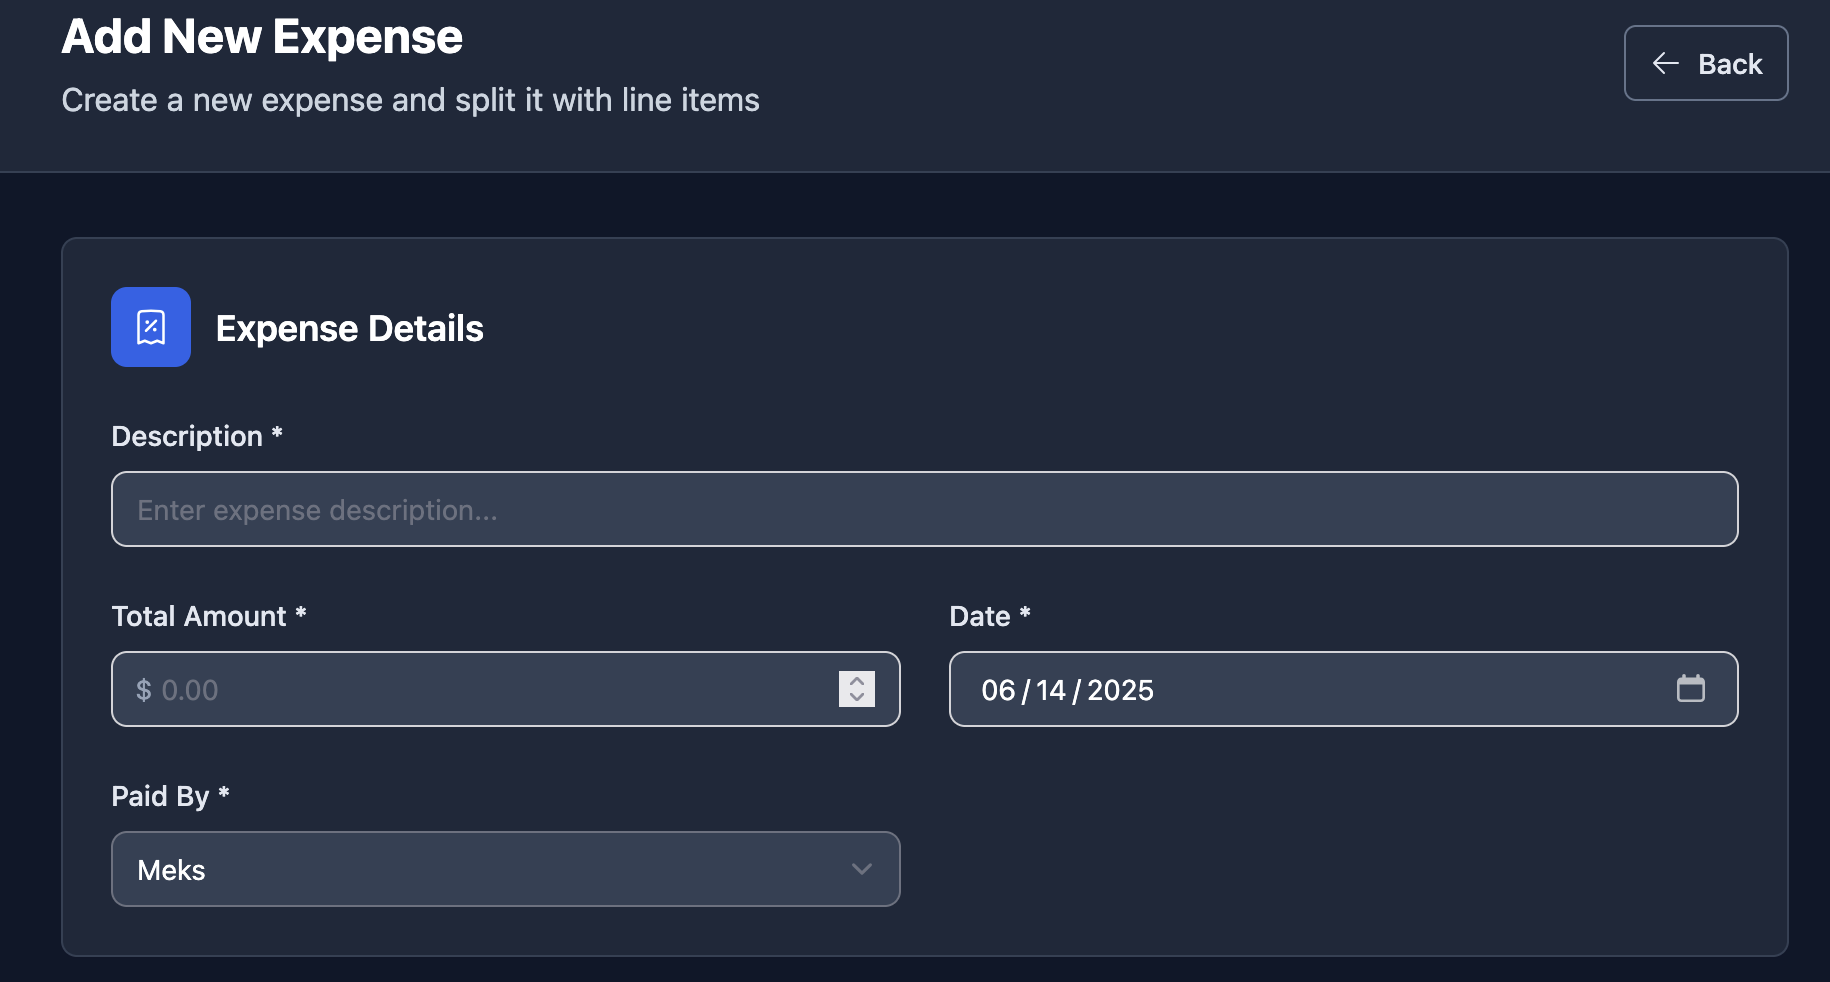 Add New Expense
Create a new expense and split it with line items
Back
Expense Details
Description *
Enter expense description...
Total Amount *
$ 0.00
Date *
06/14/2025
Paid By *
Meks